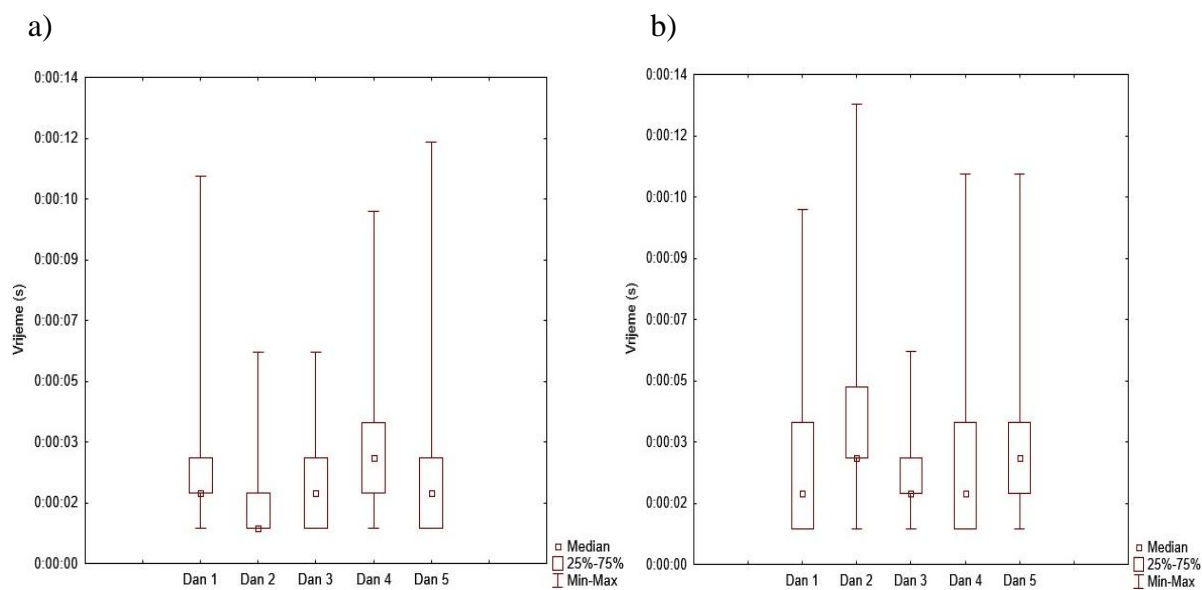 a)
0:00:14
0:00:12
0:00:10
0:00:09
0:00:07
0:00:05
0:00:03
0:00:02
0:00:00
Vrijeme (s)
Dan 1 Dan 2 Dan 3 Dan 4 Dan 5
Median
25%-75%
Min-Max
b)
0:00:14
0:00:12
0:00:10
0:00:09
0:00:07
0:00:05
0:00:03
0:00:02
0:00:00
Vrijeme (s)
Dan 1 Dan 2 Dan 3 Dan 4 Dan 5
Median
25%-75%
Min-Max